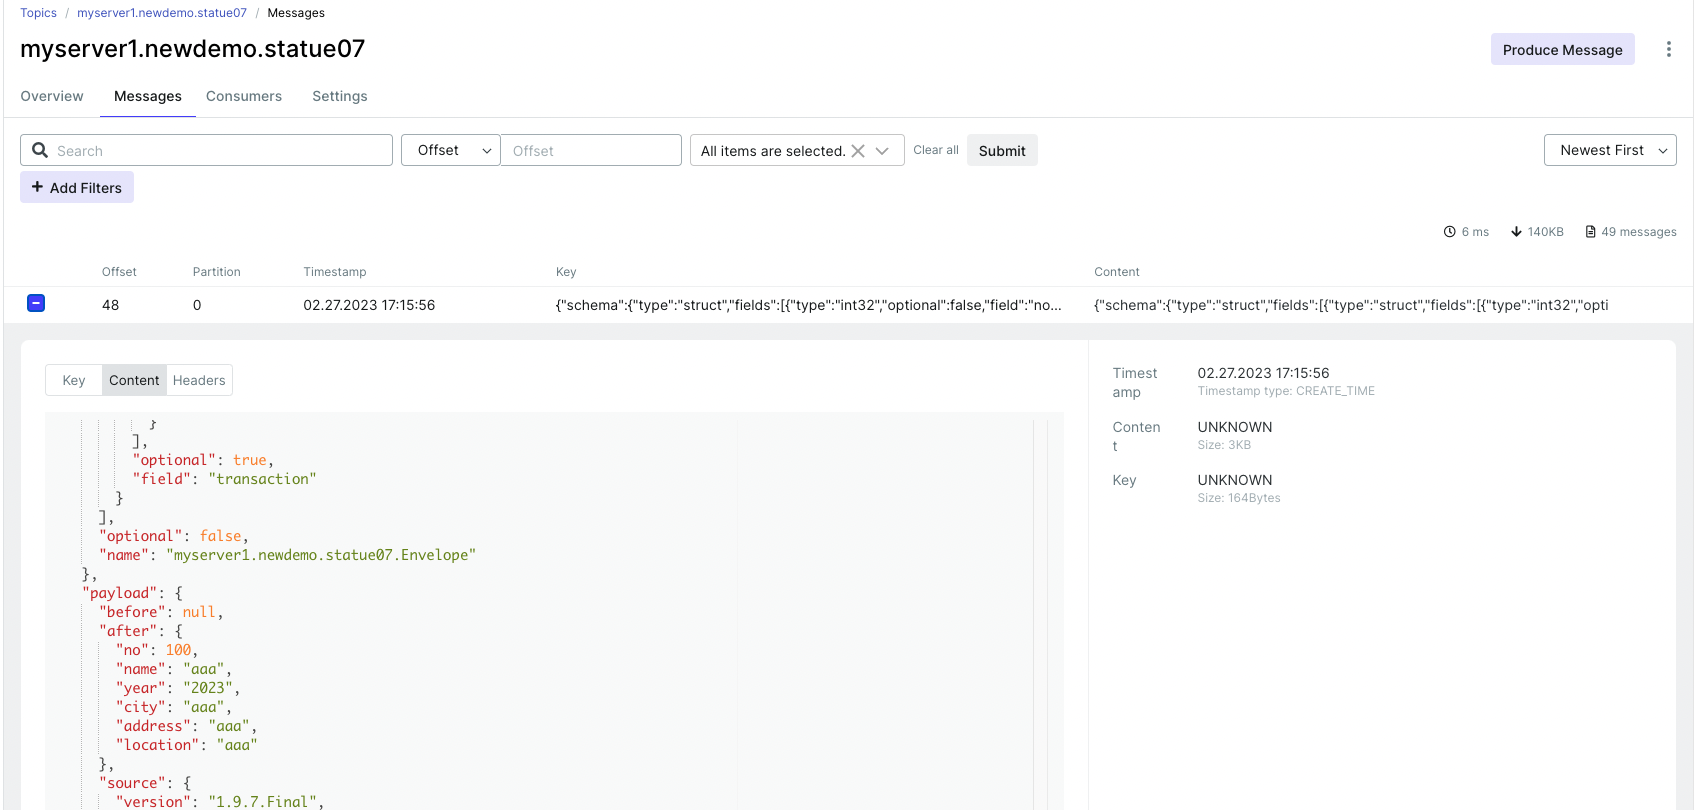 Topics / myserver1.newdemo.statue07 / Messages
myserver1.newdemo.statue07
Produce Message
Overview Messages Consumers Settings
Search Offset Offset All items are selected. Clear all Submit Newest First
+ Add Filters
6 ms 140KB 49 messages
Offset Partition Timestamp Key Content
48 0 02.27.2023 17:15:56 {"schema":{"type":"struct","fields":[{"type":"int32","optional":false,"field":"no... {"schema":{"type":"struct","fields":[{"type":"struct","fields":[{"type":"int32","opti
Key Content Headers
}
],
"optional": true,
"field": "transaction"
}
],
"optional": false,
"name": "myserver1.newdemo.statue07.Envelope"
},
"payload": {
"before": null,
"after": {
"no": 100,
"name": "aaa",
"year": "2023",
"city": "aaa",
"address": "aaa",
"location": "aaa"
},
"source": {
"version": "1.9.7.Final",
Timest
amp
02.27.2023 17:15:56
Timestamp type: CREATE_TIME
Conten
t
UNKNOWN
Size: 3KB
Key
UNKNOWN
Size: 164Bytes